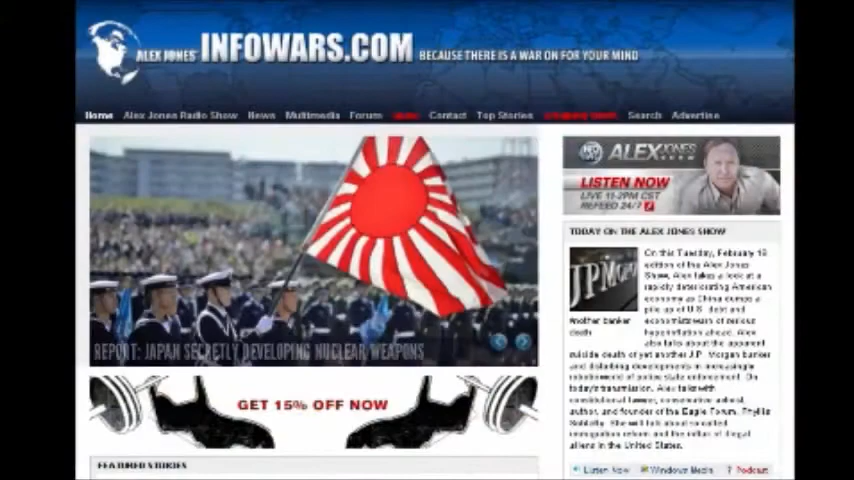 ALEX JONES' INFOWARS.COM BECAUSE THERE IS A WAR ON FOR YOUR MIND
Home Alex Jones Radio Show News Multimedia Forum Contact Top Stories Search Advertise
REPORT: JAPAN SECRETLY DEVELOPING NUCLEAR WEAPONS
GET 15% OFF NOW
FEATURED STORIES
ALEX JONES SHOW
LISTEN NOW
LIVE 11-2PM CST
REFEED 24/7
TODAY ON THE ALEX JONES SHOW
JPMO
Another banker
death
On this Tuesday, February 18
edition of the Alex Jones
Show, Alex takes a look at a
rapidly deteriorating American
economy as China dumps a
pile up of U.S. debt and
economists warn of serious
hyperinflation ahead. Alex
also talks about the apparent
suicide death of yet another J.P. Morgan banker
and disturbing developments in increasingly
of police state enforcement. On
today's transmission, Alex talks with
constitutional lawyer, conservative activist,
author, and founder of the Eagle Forum, Phyllis
Schlafly. She will talk about so-called
immigration reform and the influx of illegal
aliens in the United States.
Listen Now Windows Media Podcast